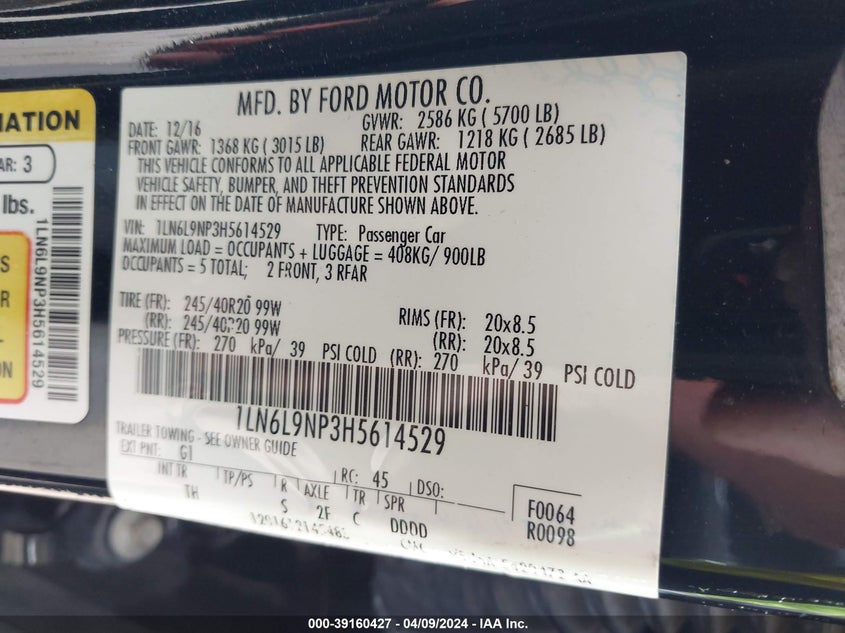 MFD. BY FORD MOTOR CO.
DATE: 12/16 GVWR: 2586 KG ( 5700 LB)
FRONT GAWR: 1368 KG ( 3015 LB) REAR GAWR: 1218 KG ( 2685 LB)
THIS VEHICLE CONFORMS TO ALL APPLICABLE FEDERAL MOTOR
VEHICLE SAFETY, BUMPER, AND THEFT PREVENTION STANDARDS
IN EFFECT ON THE DATE OF MANUFACTURE SHOWN ABOVE.
VIN: 1LN6L9NP3H5614529 TYPE: Passenger Car
MAXIMUM LOAD = OCCUPANTS + LUGGAGE = 408KG/ 900LB
OCCUPANTS = 5 TOTAL; 2 FRONT, 3 REAR
TIRE (FR): 245/40R20 99W RIMS (FR): 20x8.5
(RR): 245/40R20 99W (RR): 20x8.5
PRESSURE (FR): 270 kPa/ 39 PSI COLD (RR): 270 kPa/ 39 PSI COLD
1LN6L9NP3H5614529
TRAILER TOWING - SEE OWNER GUIDE
EXT PNT: G1 RC: 45 DSO:
INT TR TP/PS R AXLE TR SPR
TH S 2F C DDDD
F0064
R0098
AR: 3
lbs.
1LN6L9NP3H5614529
000-39160427 - 04/09/2024 - IAA Inc.